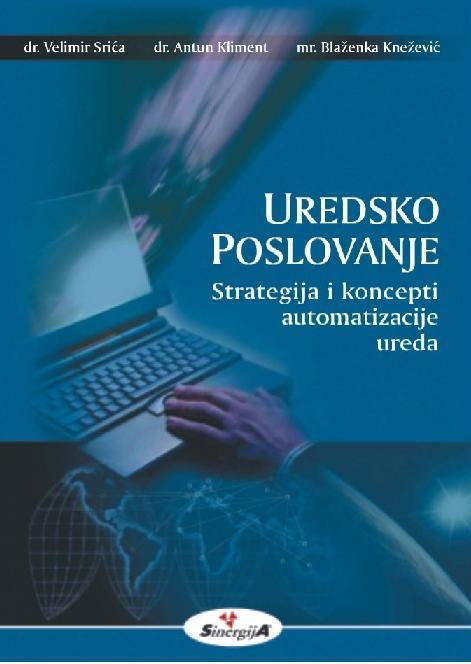 dr. Velimir Srića dr. Antun Kliment mr. Blaženka Knežević
UREDSKO
POSLOVANJE
Strategija i koncepti
automatizacije
ureda
SinergijA